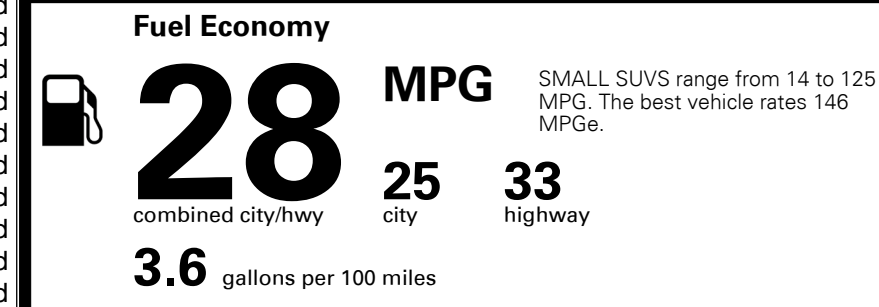 d
d
d
d
d
d
d
d
d
d
Fuel Economy
28
MPG
SMALL SUVS range from 14 to 125
MPG. The best vehicle rates 146
MPGe.
25
33
combined city/hwy
city
highway
3.6 gallons per 100 miles